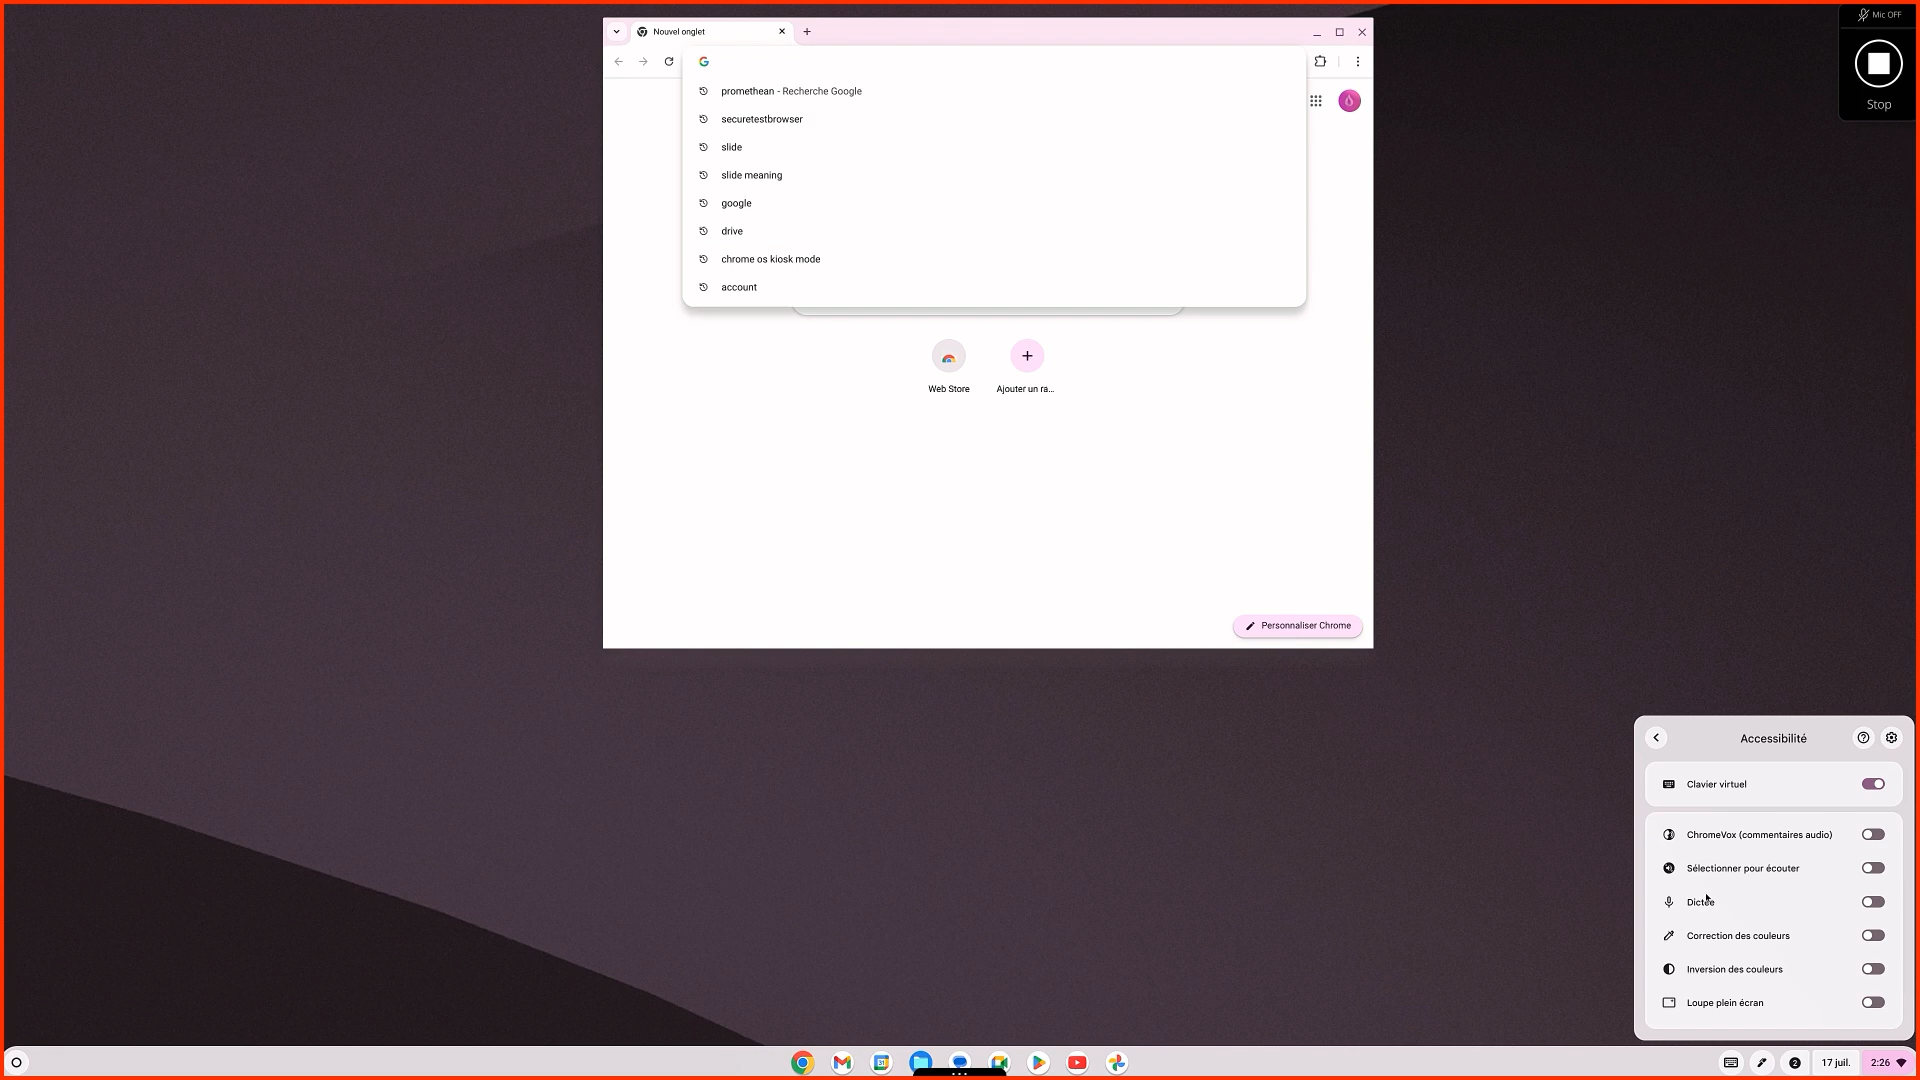 Mic OFF
Stop
Nouvel onglet
promethean - Recherche Google
securetestbrowser
slide
slide meaning
google
drive
chrome os kiosk mode
account
Web Store
Ajouter un ra...
Personnaliser Chrome
Accessibilité
Clavier virtuel
ChromeVox (commentaires audio)
Sélectionner pour écouter
Dictée
Correction des couleurs
Inversion des couleurs
Loupe plein écran
31
2
17 juil.
2:26